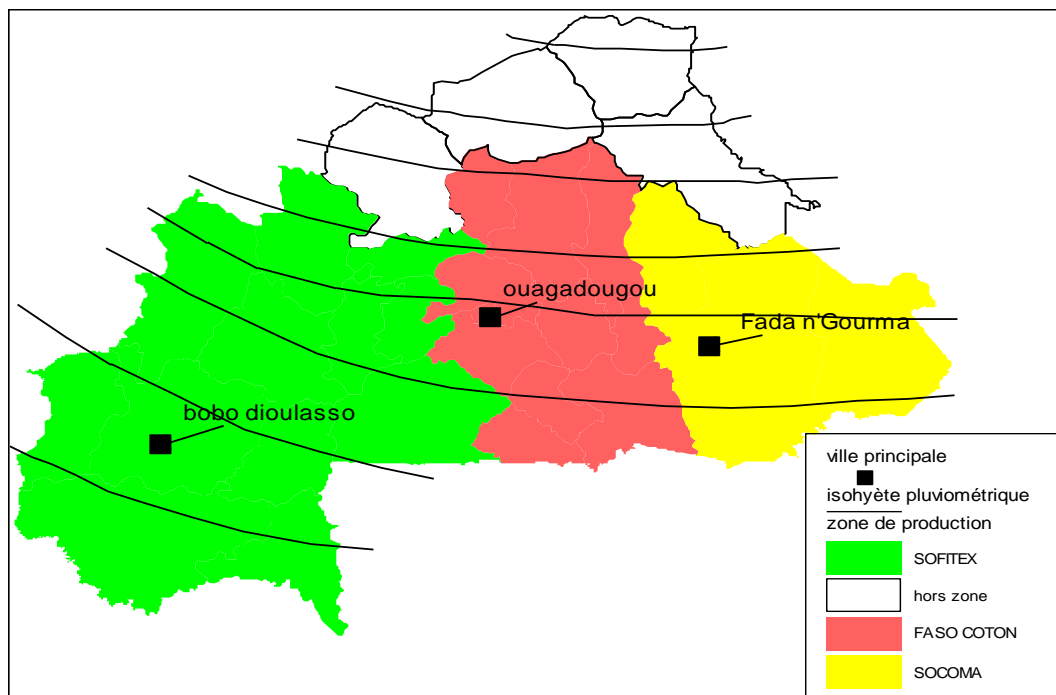 ouagadougou
Fada n'Gourma
bobo dioulasso
ville principale
isohyète pluviométrique
zone de production
SOFITEX
hors zone
FASO COTON
SOCOMA